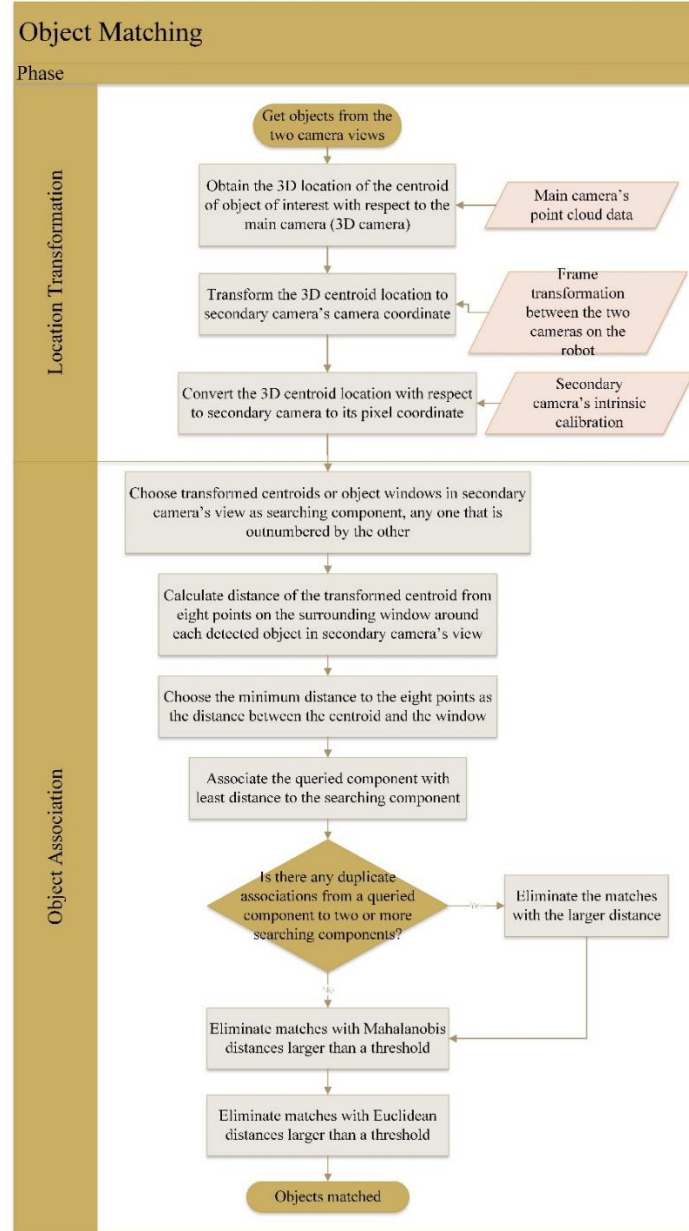 Object Matching
Phase
Location Transformation
Get objects from the
two camera views
Obtain the 3D location of the centroid
of object of interest with respect to the
main camera (3D camera)
Main camera's
point cloud data
Transform the 3D centroid location to
secondary camera's camera coordinate
Frame
transformation
between the two
cameras on the
robot
Convert the 3D centroid location with respect
to secondary camera to its pixel coordinate
Secondary
camera's intrinsic
calibration
Object Association
Choose transformed centroids or object windows in secondary
camera's view as searching component, any one that is
outnumbered by the other
Calculate distance of the transformed centroid from
eight points on the surrounding window around
each detected object in secondary camera's view
Choose the minimum distance to the eight points as
the distance between the centroid and the window
Associate the queried component with
least distance to the searching component
Is there any duplicate
associations from a queried
component to two or more
searching components?
Yes
Eliminate the matches
with the larger distance
No
Eliminate matches with Mahalanobis
distances larger than a threshold
Eliminate matches with Euclidean
distances larger than a threshold
Objects matched